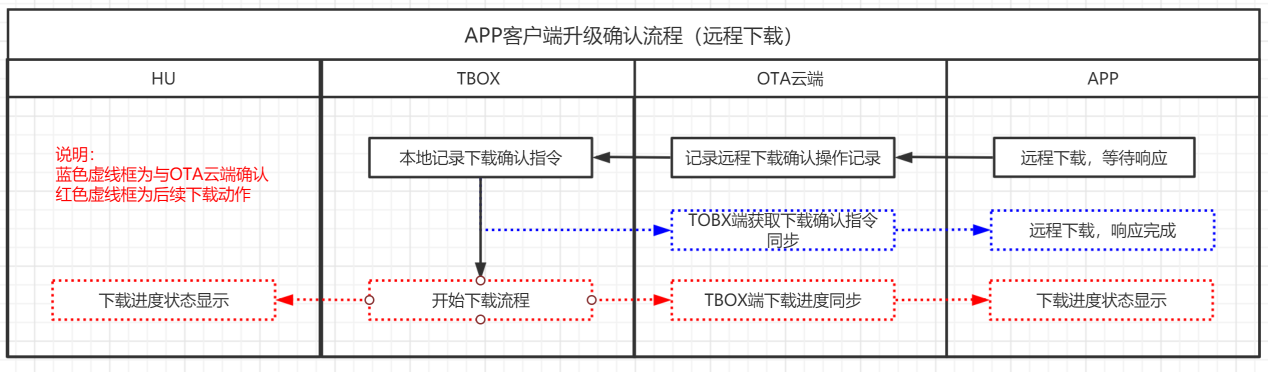 APP客户端升级确认流程（远程下载）
HU
TBOX
OTA云端
APP
说明：
蓝色虚线框为与OTA云端确认
红色虚线框为后续下载动作
本地记录下载确认指令
记录远程下载确认操作记录
远程下载，等待响应
TOBX端获取下载确认指令
同步
远程下载，响应完成
下载进度状态显示
开始下载流程
TBOX端下载进度同步
下载进度状态显示